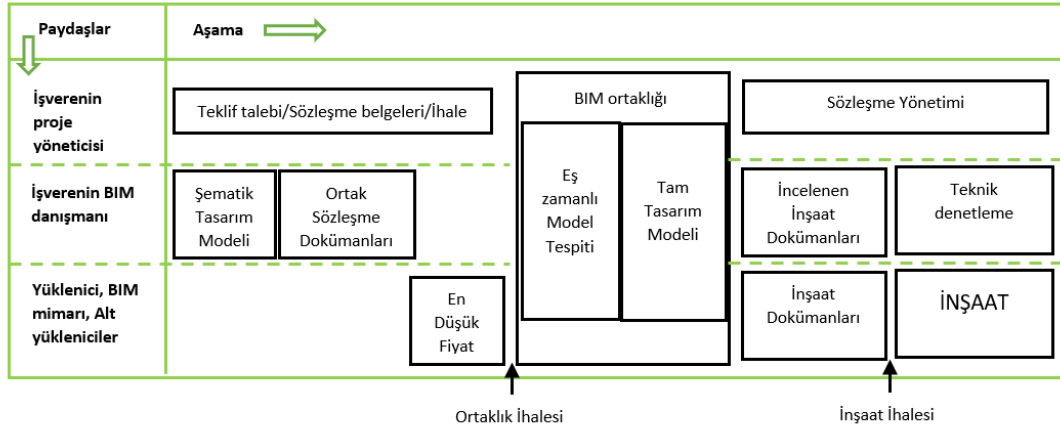 Paydaşlar
Aşama
İşverenin
proje
yöneticisi
Teklif talebi/Sözleşme belgeleri/İhale
BIM ortaklığı
Sözleşme Yönetimi
İşverenin BIM
danışmanı
Şematik
Tasarım
Modeli
Ortak
Sözleşme
Dokümanları
Eş
zamanlı
Model
Tespiti
Tam
Tasarım
Modeli
İncelenen
İnşaat
Dokümanları
Teknik
denetleme
Yüklenici, BIM
mimarı, Alt
yükleniciler
En
Düşük
Fiyat
İnşaat
Dokümanları
İNŞAAT
Ortaklık İhalesi
İnşaat İhalesi